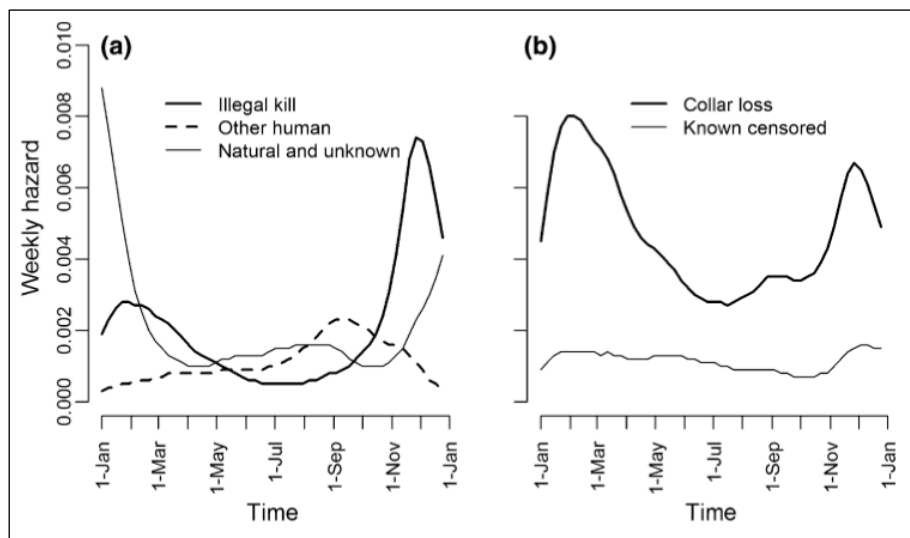 (a)
Illegal kill
Other human
Natural and unknown
Weekly hazard
0.010
0.008
0.006
0.004
0.002
0.000
1-Jan
1-Mar
1-May
1-Jul
1-Sep
1-Nov
1-Jan
Time
(b)
Collar loss
Known censored
1-Jan
1-Mar
1-May
1-Jul
1-Sep
1-Nov
1-Jan
Time